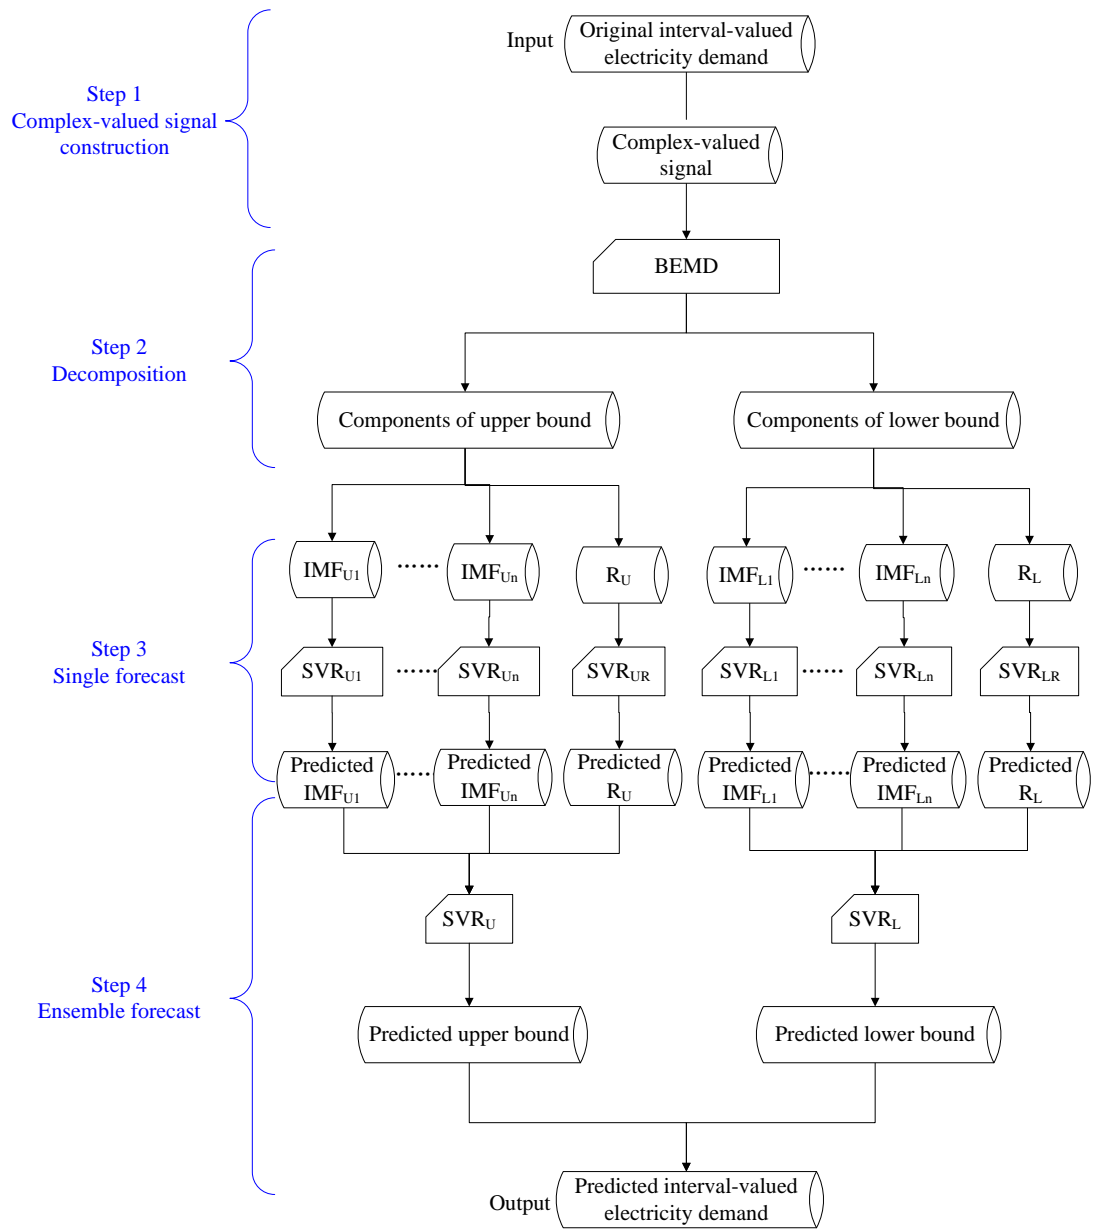 Input
Original interval-valued
electricity demand
Step 1
Complex-valued signal
construction
Complex-valued
signal
BEMD
Step 2
Decomposition
Components of upper bound
Components of lower bound
IMFU1 ...... IMFUn RU IMFL1 ...... IMFLn RL
Step 3
Single forecast
SVRU1 ...... SVRUn SVRUR SVRL1 ...... SVRLn SVRLR
Predicted
IMFU1
......
Predicted
IMFUn
Predicted
RU
Predicted
IMFL1
......
Predicted
IMFLn
Predicted
RL
SVRU
SVRL
Step 4
Ensemble forecast
Predicted upper bound
Predicted lower bound
Output
Predicted interval-valued
electricity demand